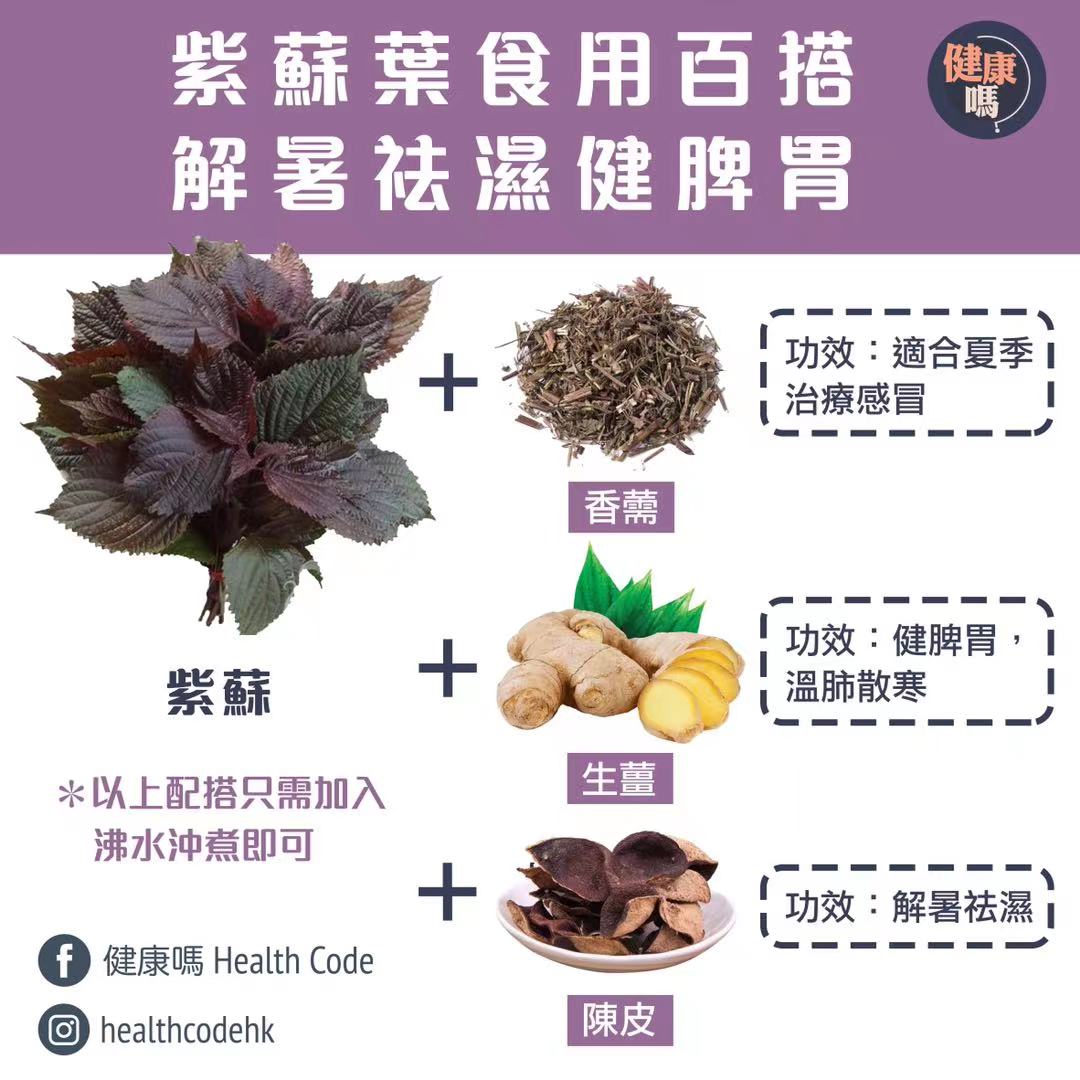 紫蘇葉食用百搭
解暑祛濕健脾胃
健康
嗎
功效：適合夏季
治療感冒
香薷
功效：健脾胃，
溫肺散寒
紫蘇
生薑
＊以上配搭只需加入
沸水沖煮即可
功效：解暑祛濕
陳皮
健康嗎 Health Code
healthcodehk